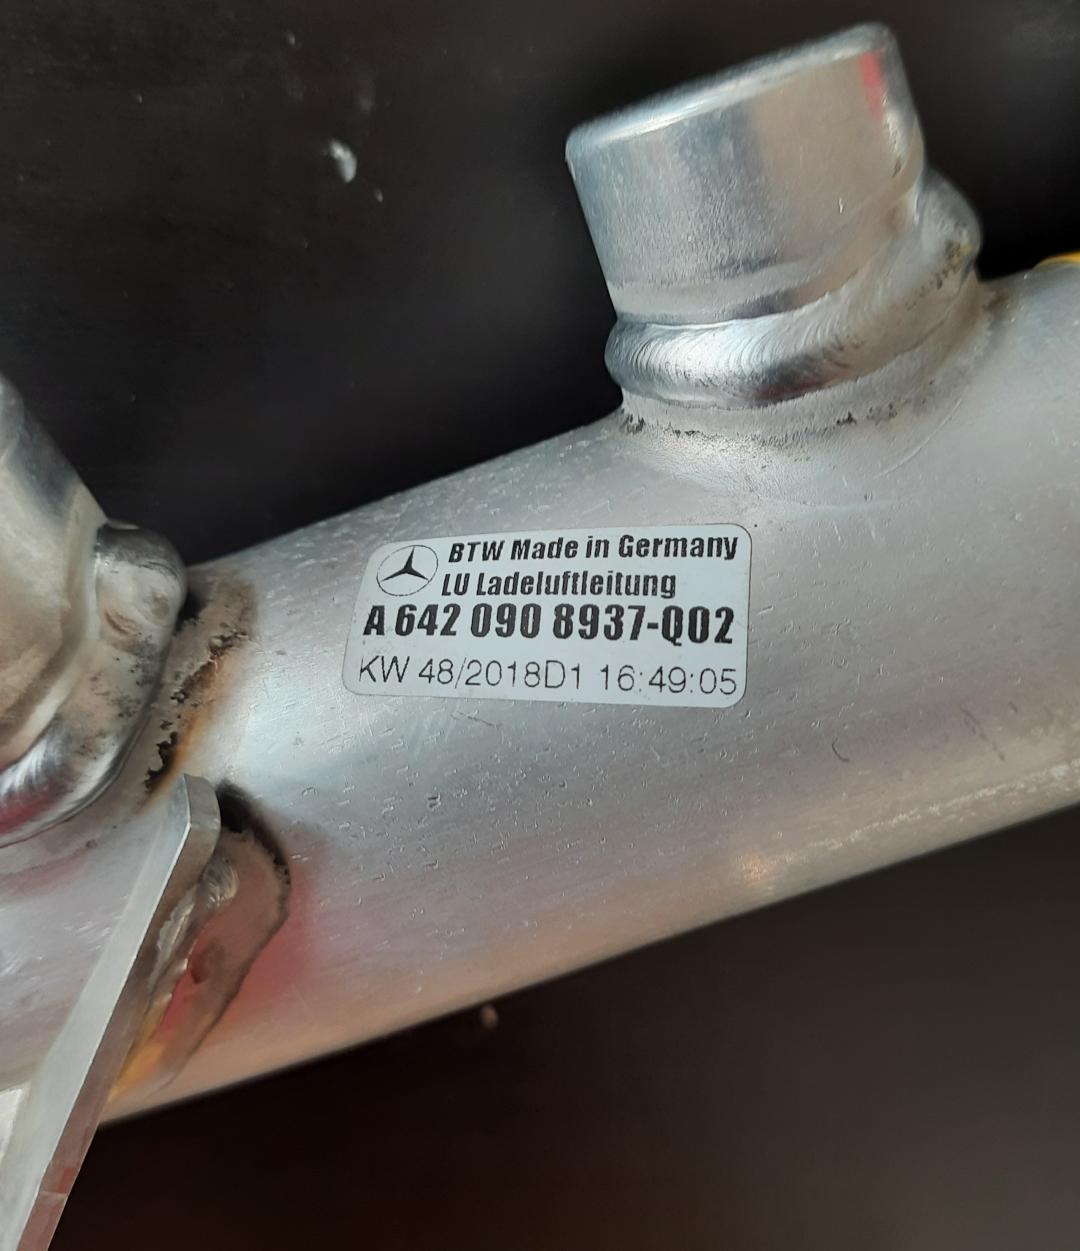 BTW Made in Germany
LU Ladeluftleitung
A 642 090 8937-Q02
KW 48/2018D1 16:49:05